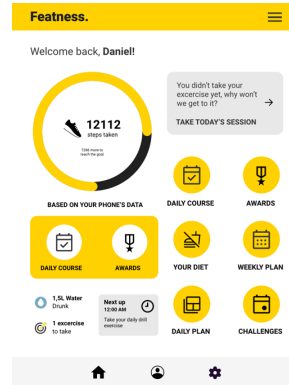 Featness.
Welcome back, Daniel!
12112
steps taken
7288 more to
reach the goal
BASED ON YOUR PHONE'S DATA
You didn't take your
excercise yet, why won't
we get to it?
TAKE TODAY'S SESSION
DAILY COURSE
AWARDS
DAILY COURSE
AWARDS
YOUR DIET
WEEKLY PLAN
1,5L Water
Drunk
1 exercise
to take
Next up
12:00 AM
Take your daily drill
exercise
DAILY PLAN
CHALLENGES